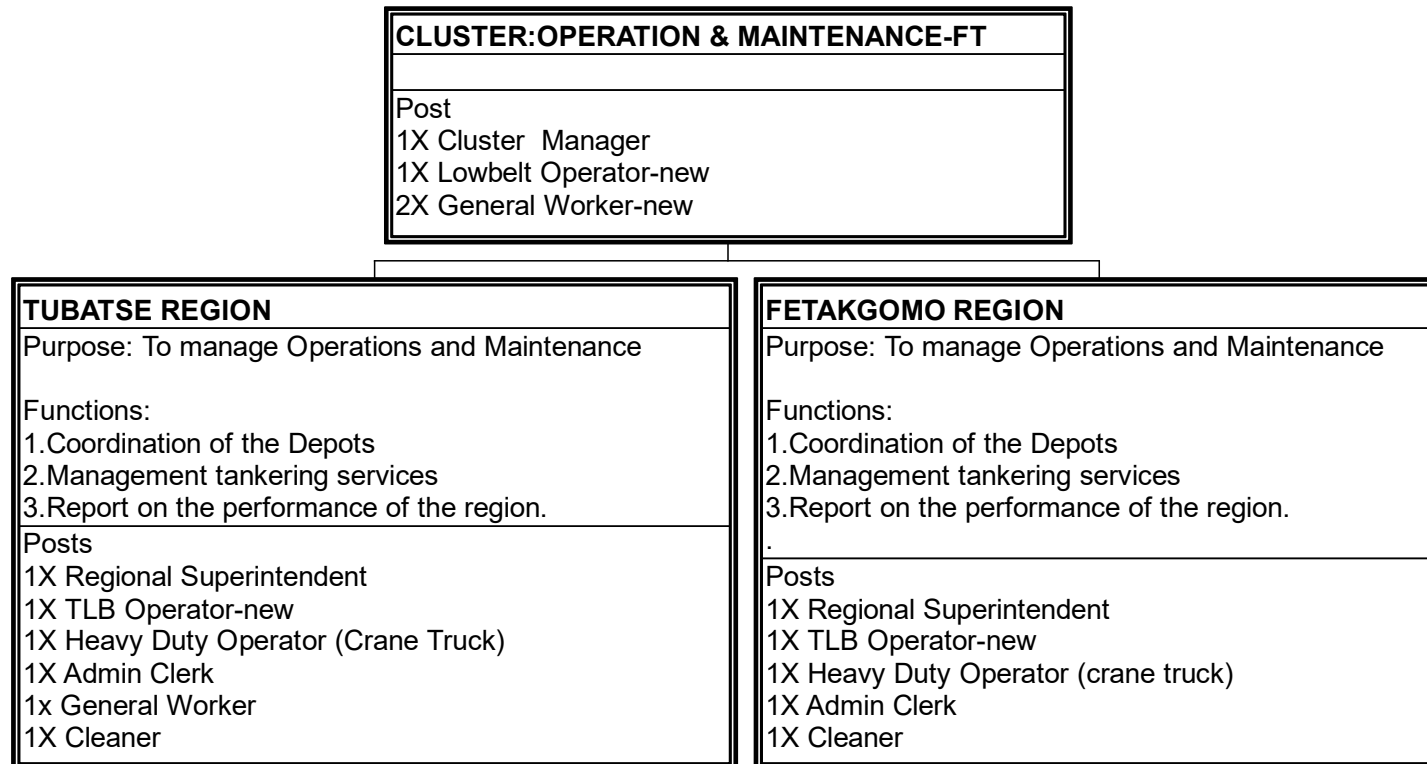 CLUSTER:OPERATION & MAINTENANCE-FT
Post
1X Cluster  Manager
1X Lowbelt Operator-new
2X General Worker-new
TUBATSE REGION
Purpose: To manage Operations and Maintenance
Functions:
1.Coordination of the Depots
2.Management tankering services
3.Report on the performance of the region.
Posts
1X Regional Superintendent
1X TLB Operator-new
1X Heavy Duty Operator (Crane Truck)
1X Admin Clerk
1x General Worker
1X Cleaner
FETAKGOMO REGION
Purpose: To manage Operations and Maintenance
Functions:
1.Coordination of the Depots
2.Management tankering services
3.Report on the performance of the region.
.
Posts
1X Regional Superintendent
1X TLB Operator-new
1X Heavy Duty Operator (crane truck)
1X Admin Clerk
1X Cleaner